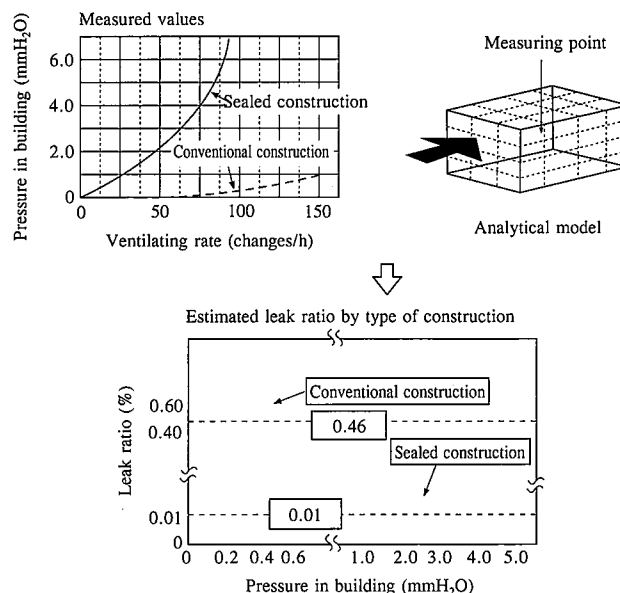 Measured values
Pressure in building (mmH₂O)
6.0
4.0
2.0
0
Sealed construction
Conventional construction
0 50 100 150
Ventilating rate (changes/h)
Measuring point
Analytical model
Estimated leak ratio by type of construction
Leak ratio (%)
0.60
0.40
0.01
0
Conventional construction
0.46
Sealed construction
0.01
0 0.2 0.4 0.6 1.0 2.0 3.0 4.0 5.0
Pressure in building (mmH₂O)